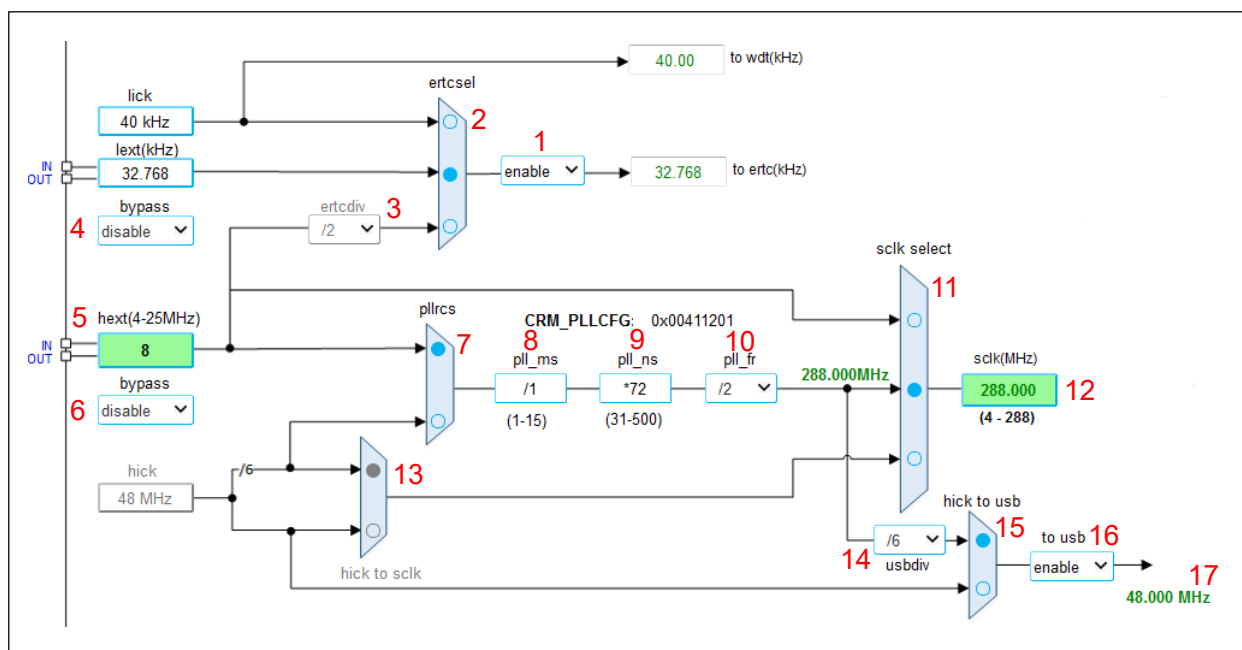 40.00
to wdt(kHz)
lick
40 kHz
ertcsel
2
lext(kHz)
IN
OUT
32.768
1
enable
32.768
to ertc(kHz)
bypass
4
disable
ertcdiv
3
/2
sclk select
11
5
hext(4-25MHz)
IN
OUT
8
pllrcs
7
CRM_PLLCFG: 0x00411201
8
pll_ms
/1
(1-15)
9
pll_ns
*72
(31-500)
10
pll_fr
/2
288.000MHz
sclk(MHz)
288.000
12
(4 - 288)
bypass
6
disable
hick
48 MHz
/6
13
hick to sclk
hick to usb
15
14
/6
usbdiv
to usb
16
enable
17
48.000 MHz